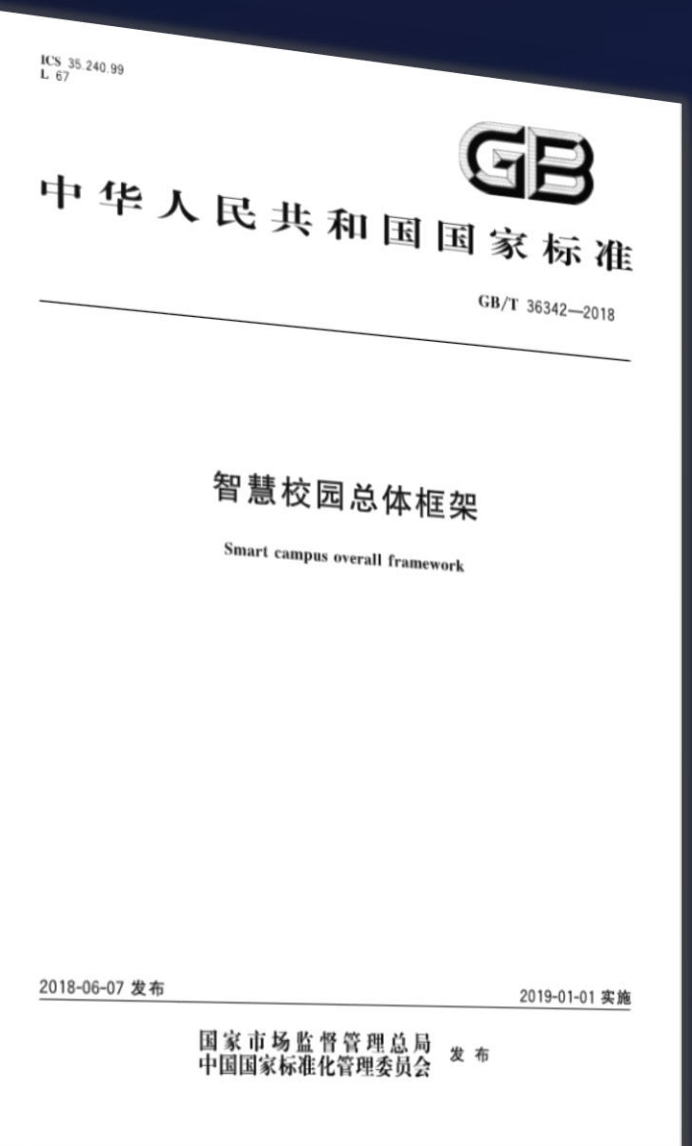 ICS 35.240.99
L 67
GB
中华人民共和国国家标准
GB/T 36342—2018
智慧校园总体框架
Smart campus overall framework
2018-06-07 发布
2019-01-01 实施
国家市场监督管理总局
中国国家标准化管理委员会
发布